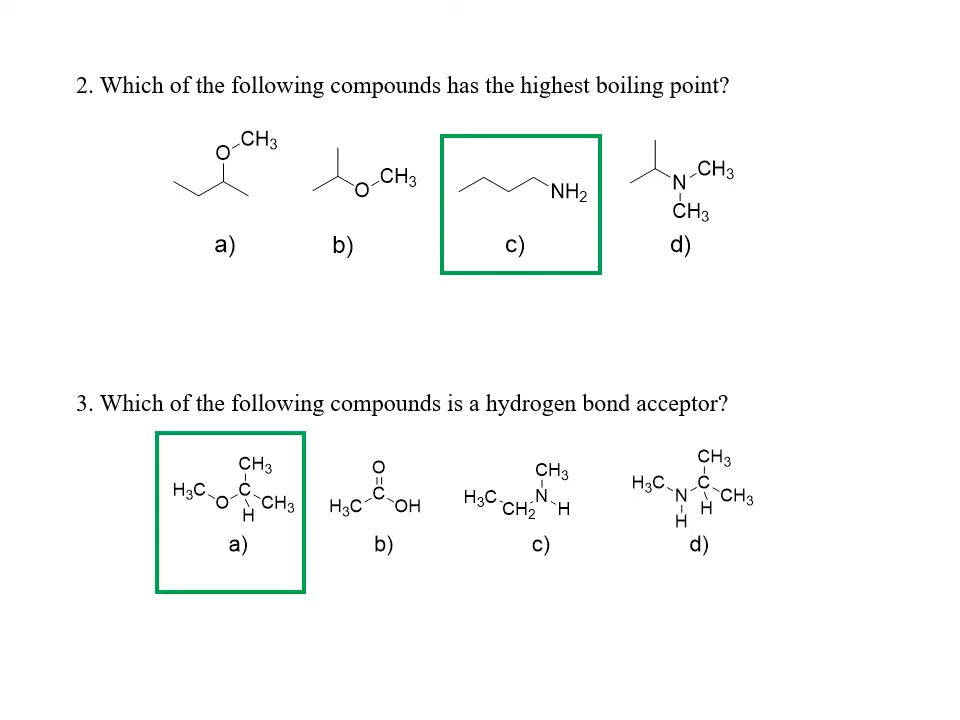 2. Which of the following compounds has the highest boiling point?
O CH3
O CH3
NH2
N CH3
CH3
a) b) c) d)
3. Which of the following compounds is a hydrogen bond acceptor?
CH3
H3C O C CH3
H
O
H3C C OH
CH3
H3C CH2 N H
CH3
H3C N C CH3
H H
a) b) c) d)